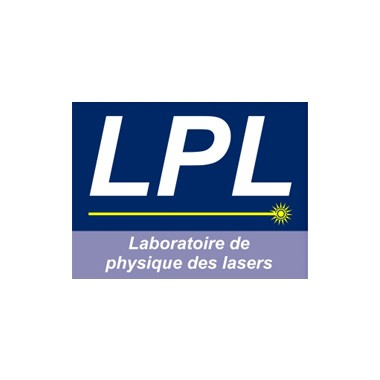 LPL
Laboratoire de
physique des lasers